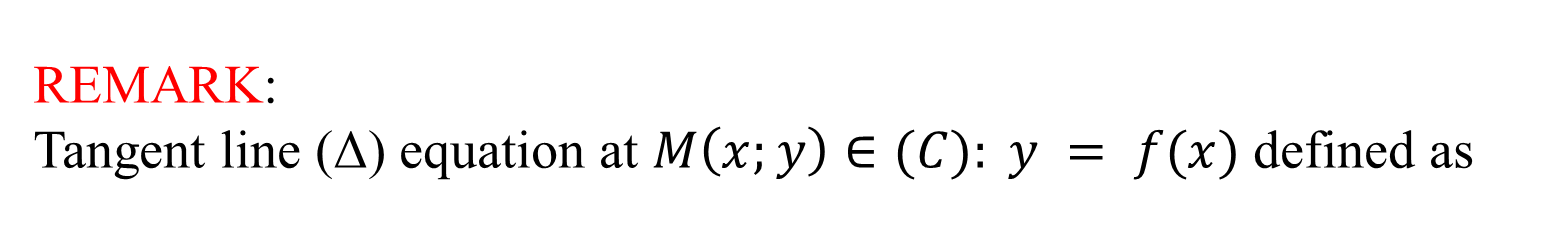 REMARK:
Tangent line (Δ) equation at M(x; y) ∈ (C): y = f(x) defined as